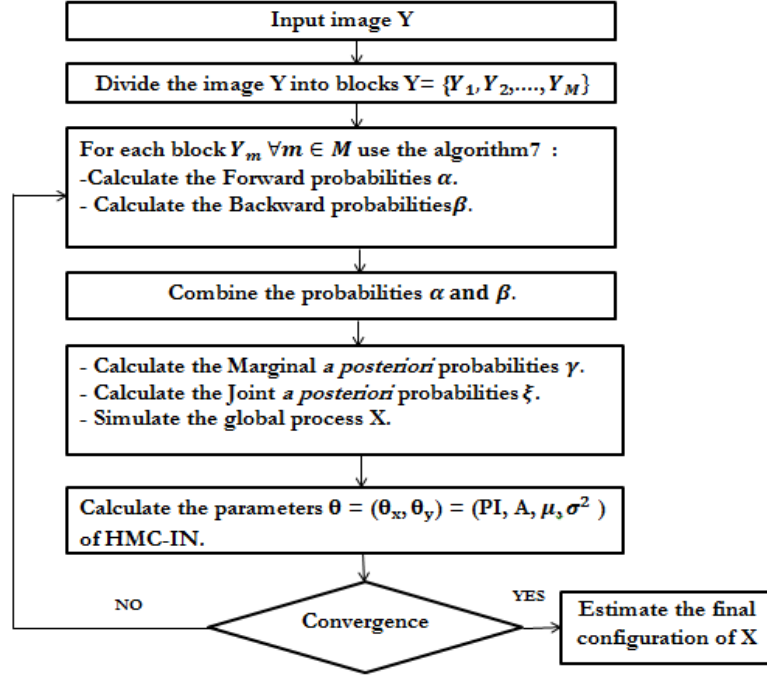 Input image Y
Divide the image Y into blocks Y= {Y₁,Y₂,....,Y_M}
For each block Y_m ∀m ∈ M use the algorithm7 :
-Calculate the Forward probabilities α.
- Calculate the Backward probabilitiesβ.
Combine the probabilities α and β.
- Calculate the Marginal a posteriori probabilities γ.
- Calculate the Joint a posteriori probabilities ξ.
- Simulate the global process X.
Calculate the parameters θ = (θₓ, θ_y) = (PI, A, μ, σ² )
of HMC-IN.
NO
Convergence
YES
Estimate the final
configuration of X